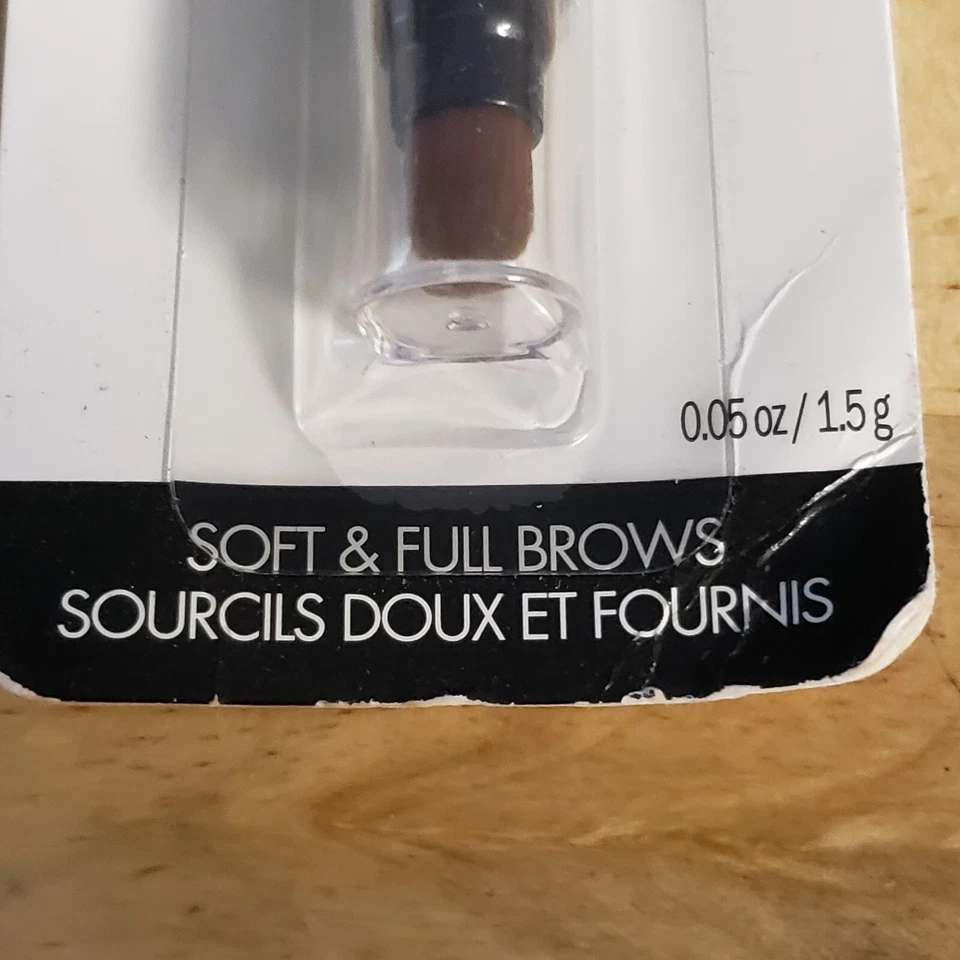 0.05 oz / 1.5 g
SOFT & FULL BROWS
SOURCILS DOUX ET FOURNIS